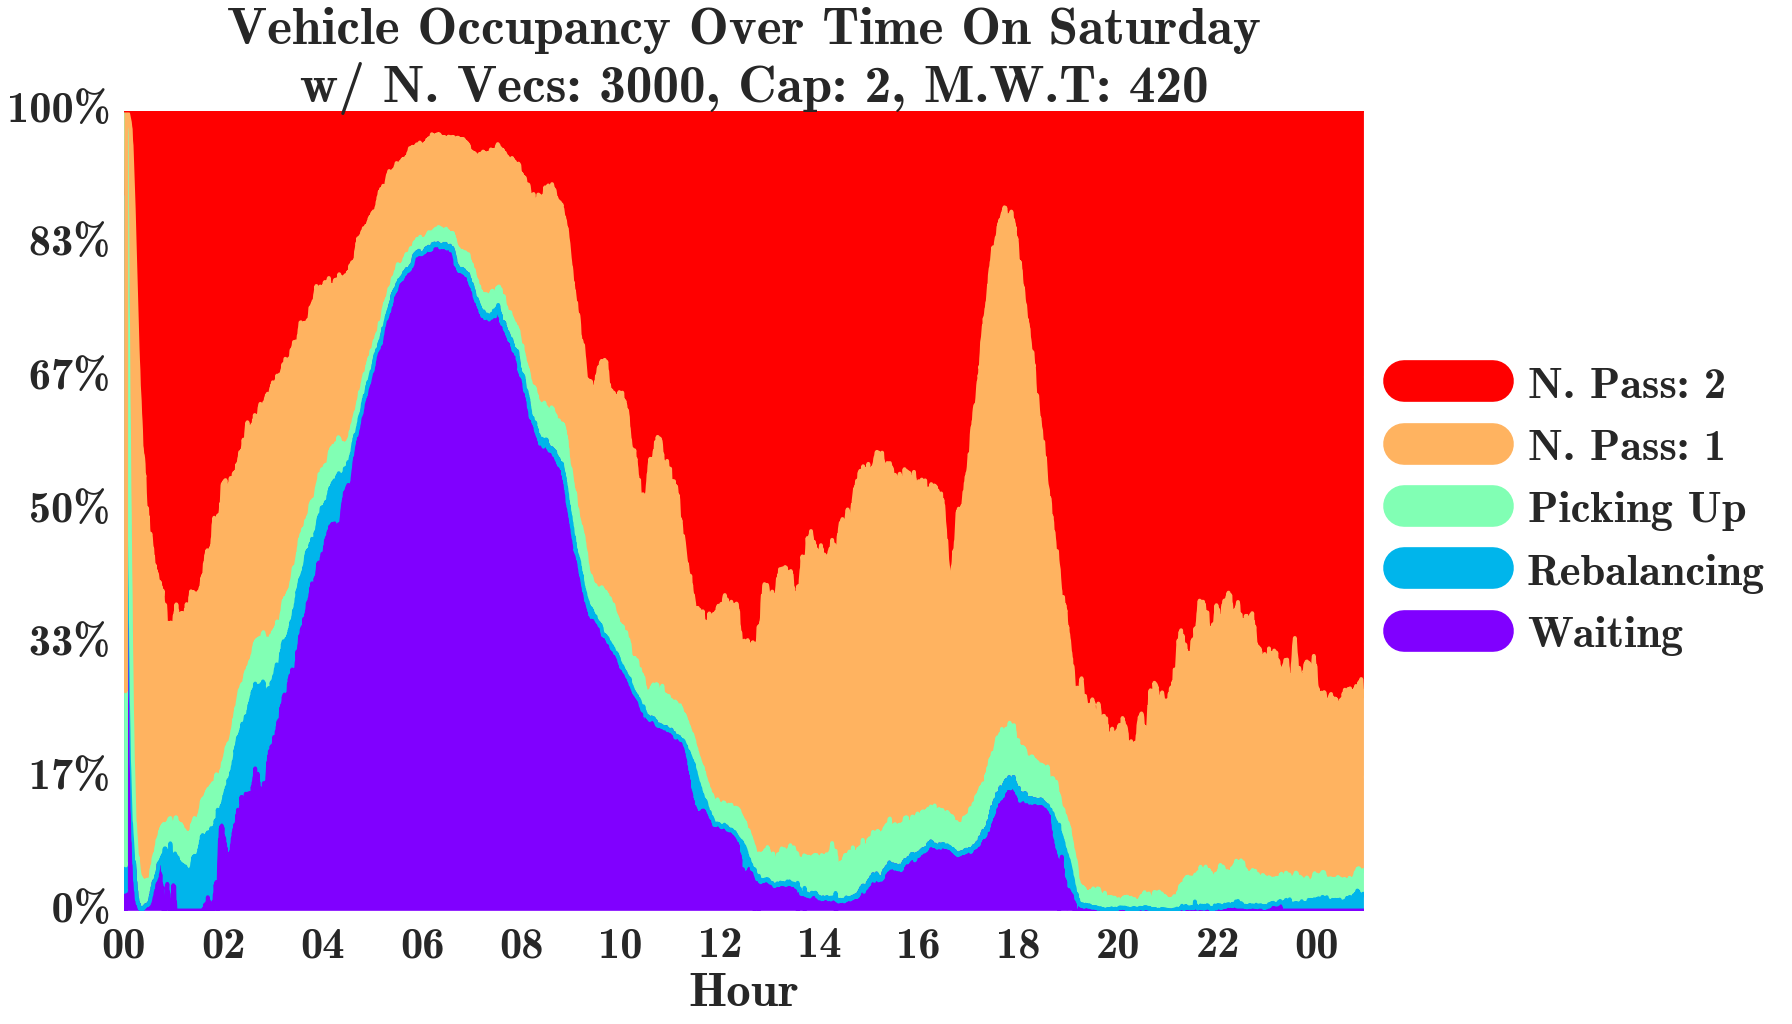 Vehicle Occupancy Over Time On Saturday
w/ N. Vecs: 3000, Cap: 2, M.W.T: 420
100%
83%
67%
50%
33%
17%
0%
00 02 04 06 08 10 12 14 16 18 20 22 00
Hour
N. Pass: 2
N. Pass: 1
Picking Up
Rebalancing
Waiting